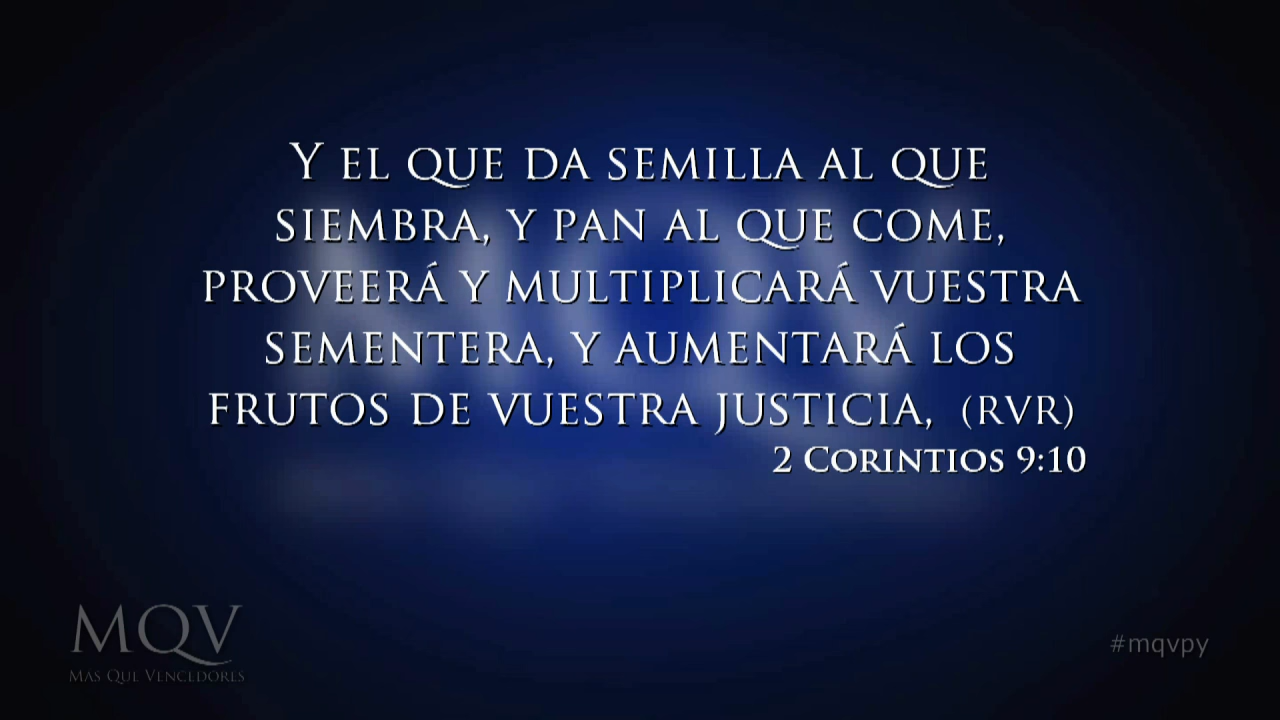 Y EL QUE DA SEMILLA AL QUE
SIEMBRA, Y PAN AL QUE COME,
PROVEERÁ Y MULTIPLICARÁ VUESTRA
SEMENTERA, Y AUMENTARÁ LOS
FRUTOS DE VUESTRA JUSTICIA, (RVR)
2 CORINTIOS 9:10
MQV
MAS QUE VENCEDORES
#mqvpy